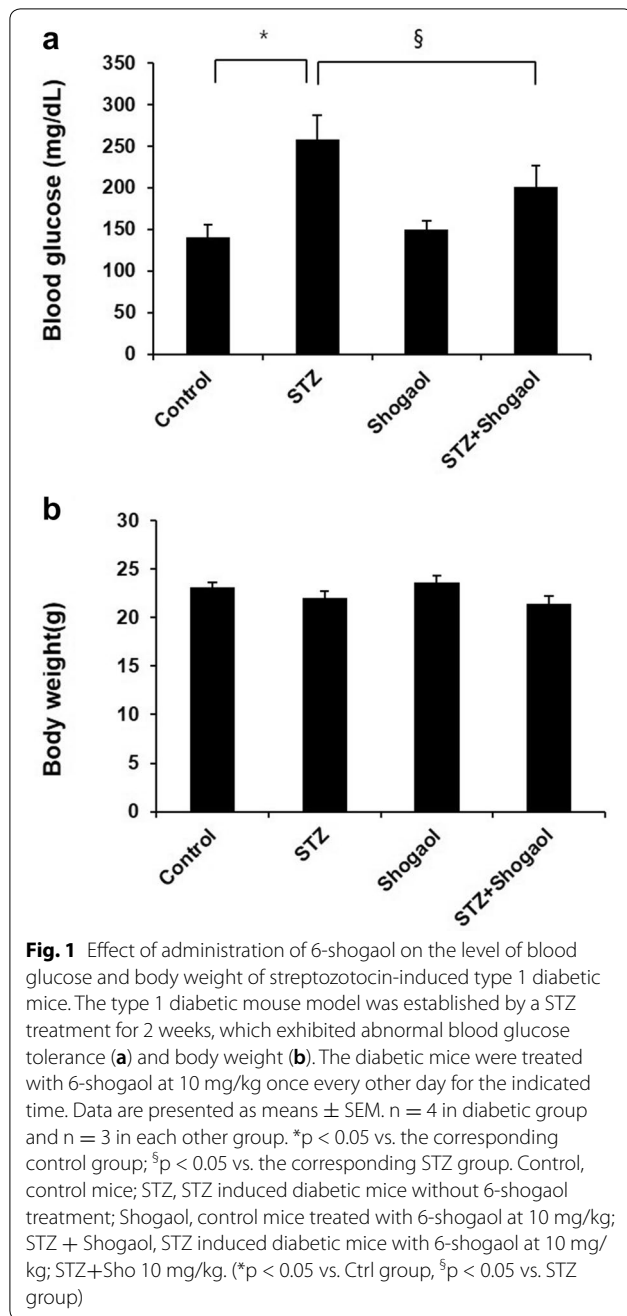 a
* §
Blood glucose (mg/dL)
350
300
250
200
150
100
50
0
Control
STZ
Shogaol
STZ+Shogaol
b
Body weight(g)
30
25
20
15
10
5
0
Control
STZ
Shogaol
STZ+Shogaol
Fig. 1 Effect of administration of 6-shogaol on the level of blood
glucose and body weight of streptozotocin-induced type 1 diabetic
mice. The type 1 diabetic mouse model was established by a STZ
treatment for 2 weeks, which exhibited abnormal blood glucose
tolerance (a) and body weight (b). The diabetic mice were treated
with 6-shogaol at 10 mg/kg once every other day for the indicated
time. Data are presented as means ± SEM. n = 4 in diabetic group
and n = 3 in each other group. *p < 0.05 vs. the corresponding
control group; §p < 0.05 vs. the corresponding STZ group. Control,
control mice; STZ, STZ induced diabetic mice without 6-shogaol
treatment; Shogaol, control mice treated with 6-shogaol at 10 mg/kg;
STZ + Shogaol, STZ induced diabetic mice with 6-shogaol at 10 mg/
kg; STZ+Sho 10 mg/kg. (*p < 0.05 vs. Ctrl group, §p < 0.05 vs. STZ
group)